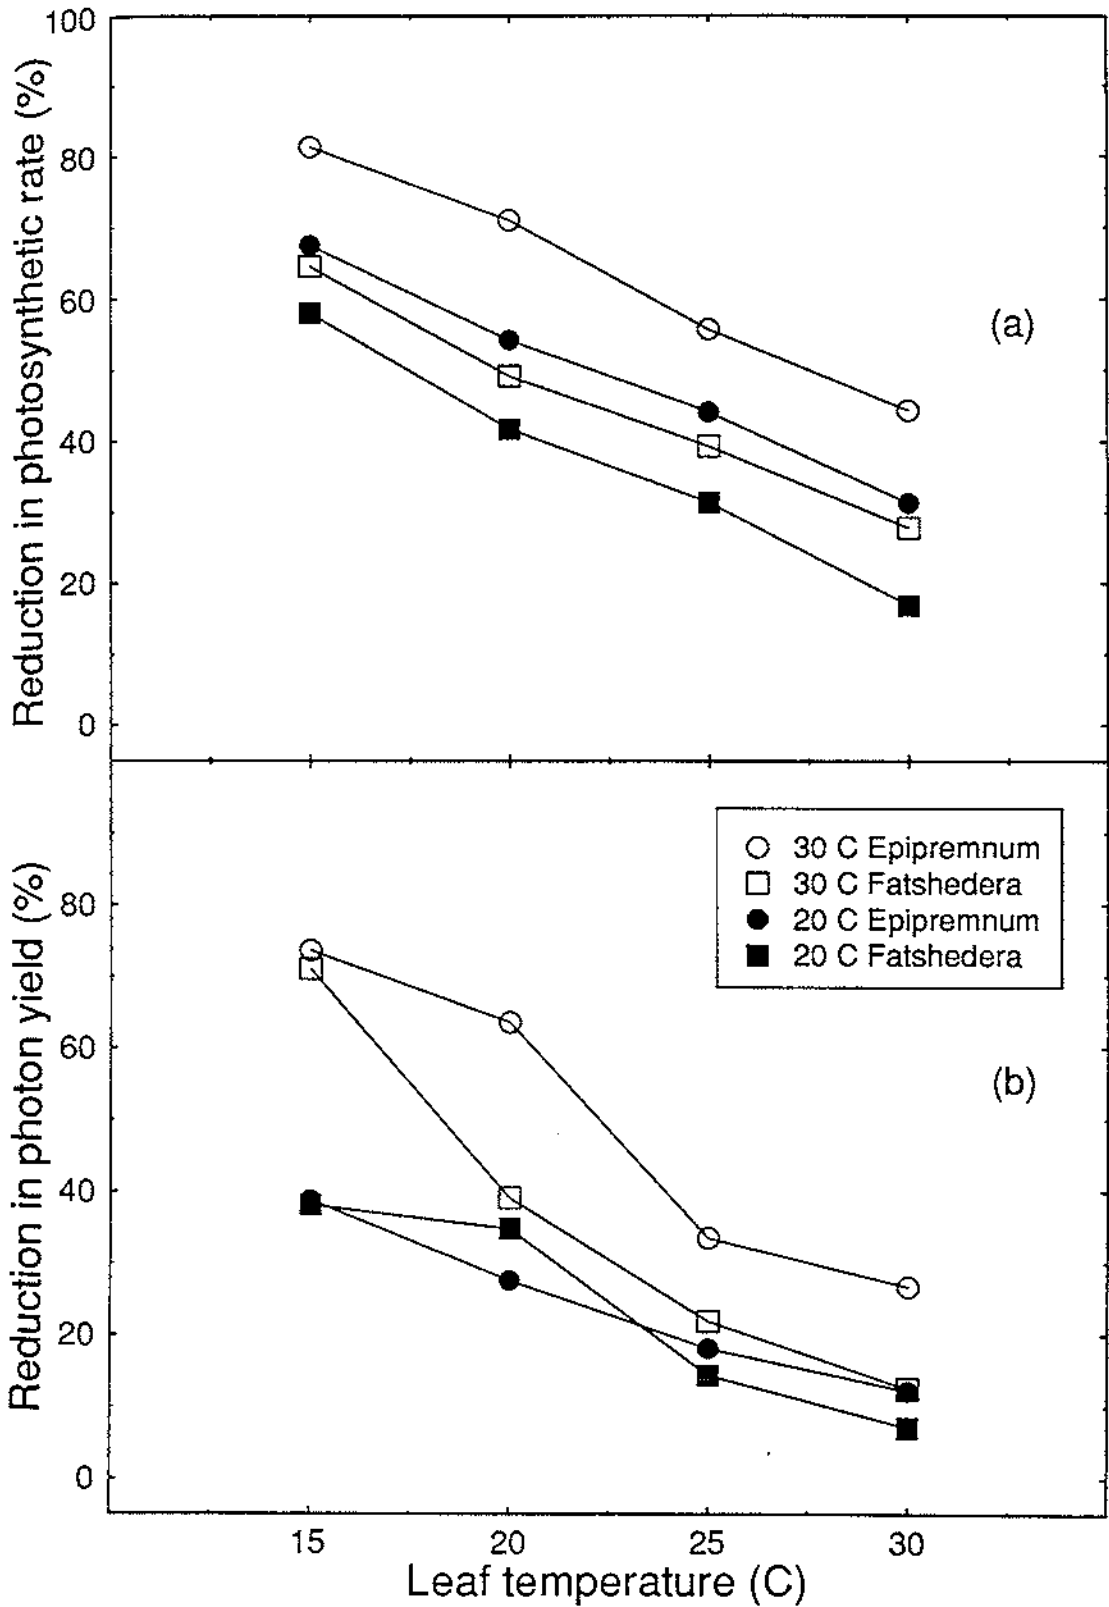 Reduction in photosynthetic rate (%)
100
80
60
40
20
0
(a)
Reduction in photon yield (%)
80
60
40
20
0
30 C Epipremnum
30 C Fatshedera
20 C Epipremnum
20 C Fatshedera
(b)
15 20 25 30
Leaf temperature (C)